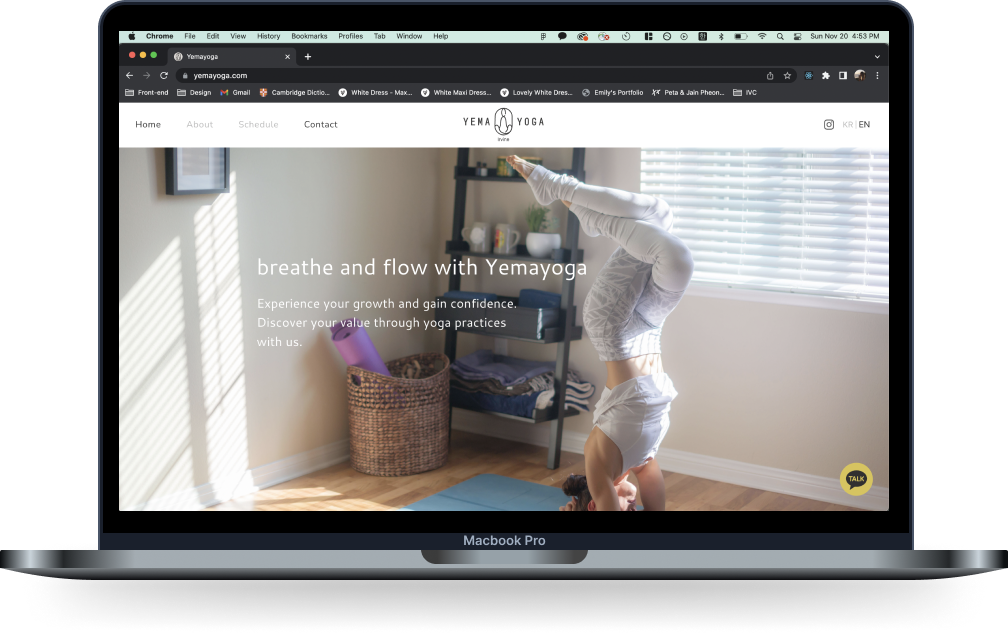 Chrome File Edit View History Bookmarks Profiles Tab Window Help Sun Nov 20 4:53 PM
Yemayoga
yemayoga.com
Front-end Design Gmail Cambridge Dictio... White Dress - Max... White Maxi Dress... Lovely White Dres... Emily's Portfolio Peta & Jain Pheon... IVC
Home About Schedule Contact YEMA YOGA KR | EN
irvine
breathe and flow with Yemayoga
Experience your growth and gain confidence.
Discover your value through yoga practices
with us.
TALK
Macbook Pro